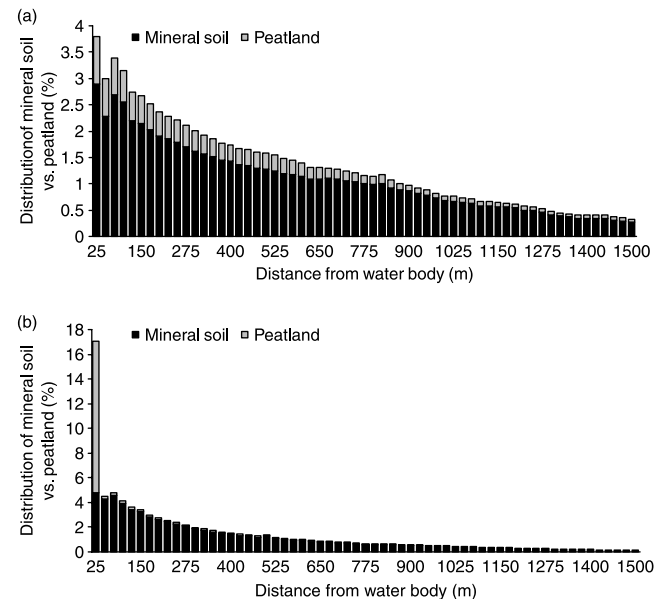 (a)
Mineral soil Peatland
Distributionof mineral soil
vs. peatland (%)
4
3.5
3
2.5
2
1.5
1
0.5
0
25 150 275 400 525 650 775 900 1025 1150 1275 1500
Distance from water body (m)
(b)
Mineral soil Peatland
Distribution of mineral soil
vs. peatland (%)
18
16
14
12
10
8
6
4
2
0
25 150 275 400 525 650 775 900 1025 1150 1275 1500
Distance from water body (m)